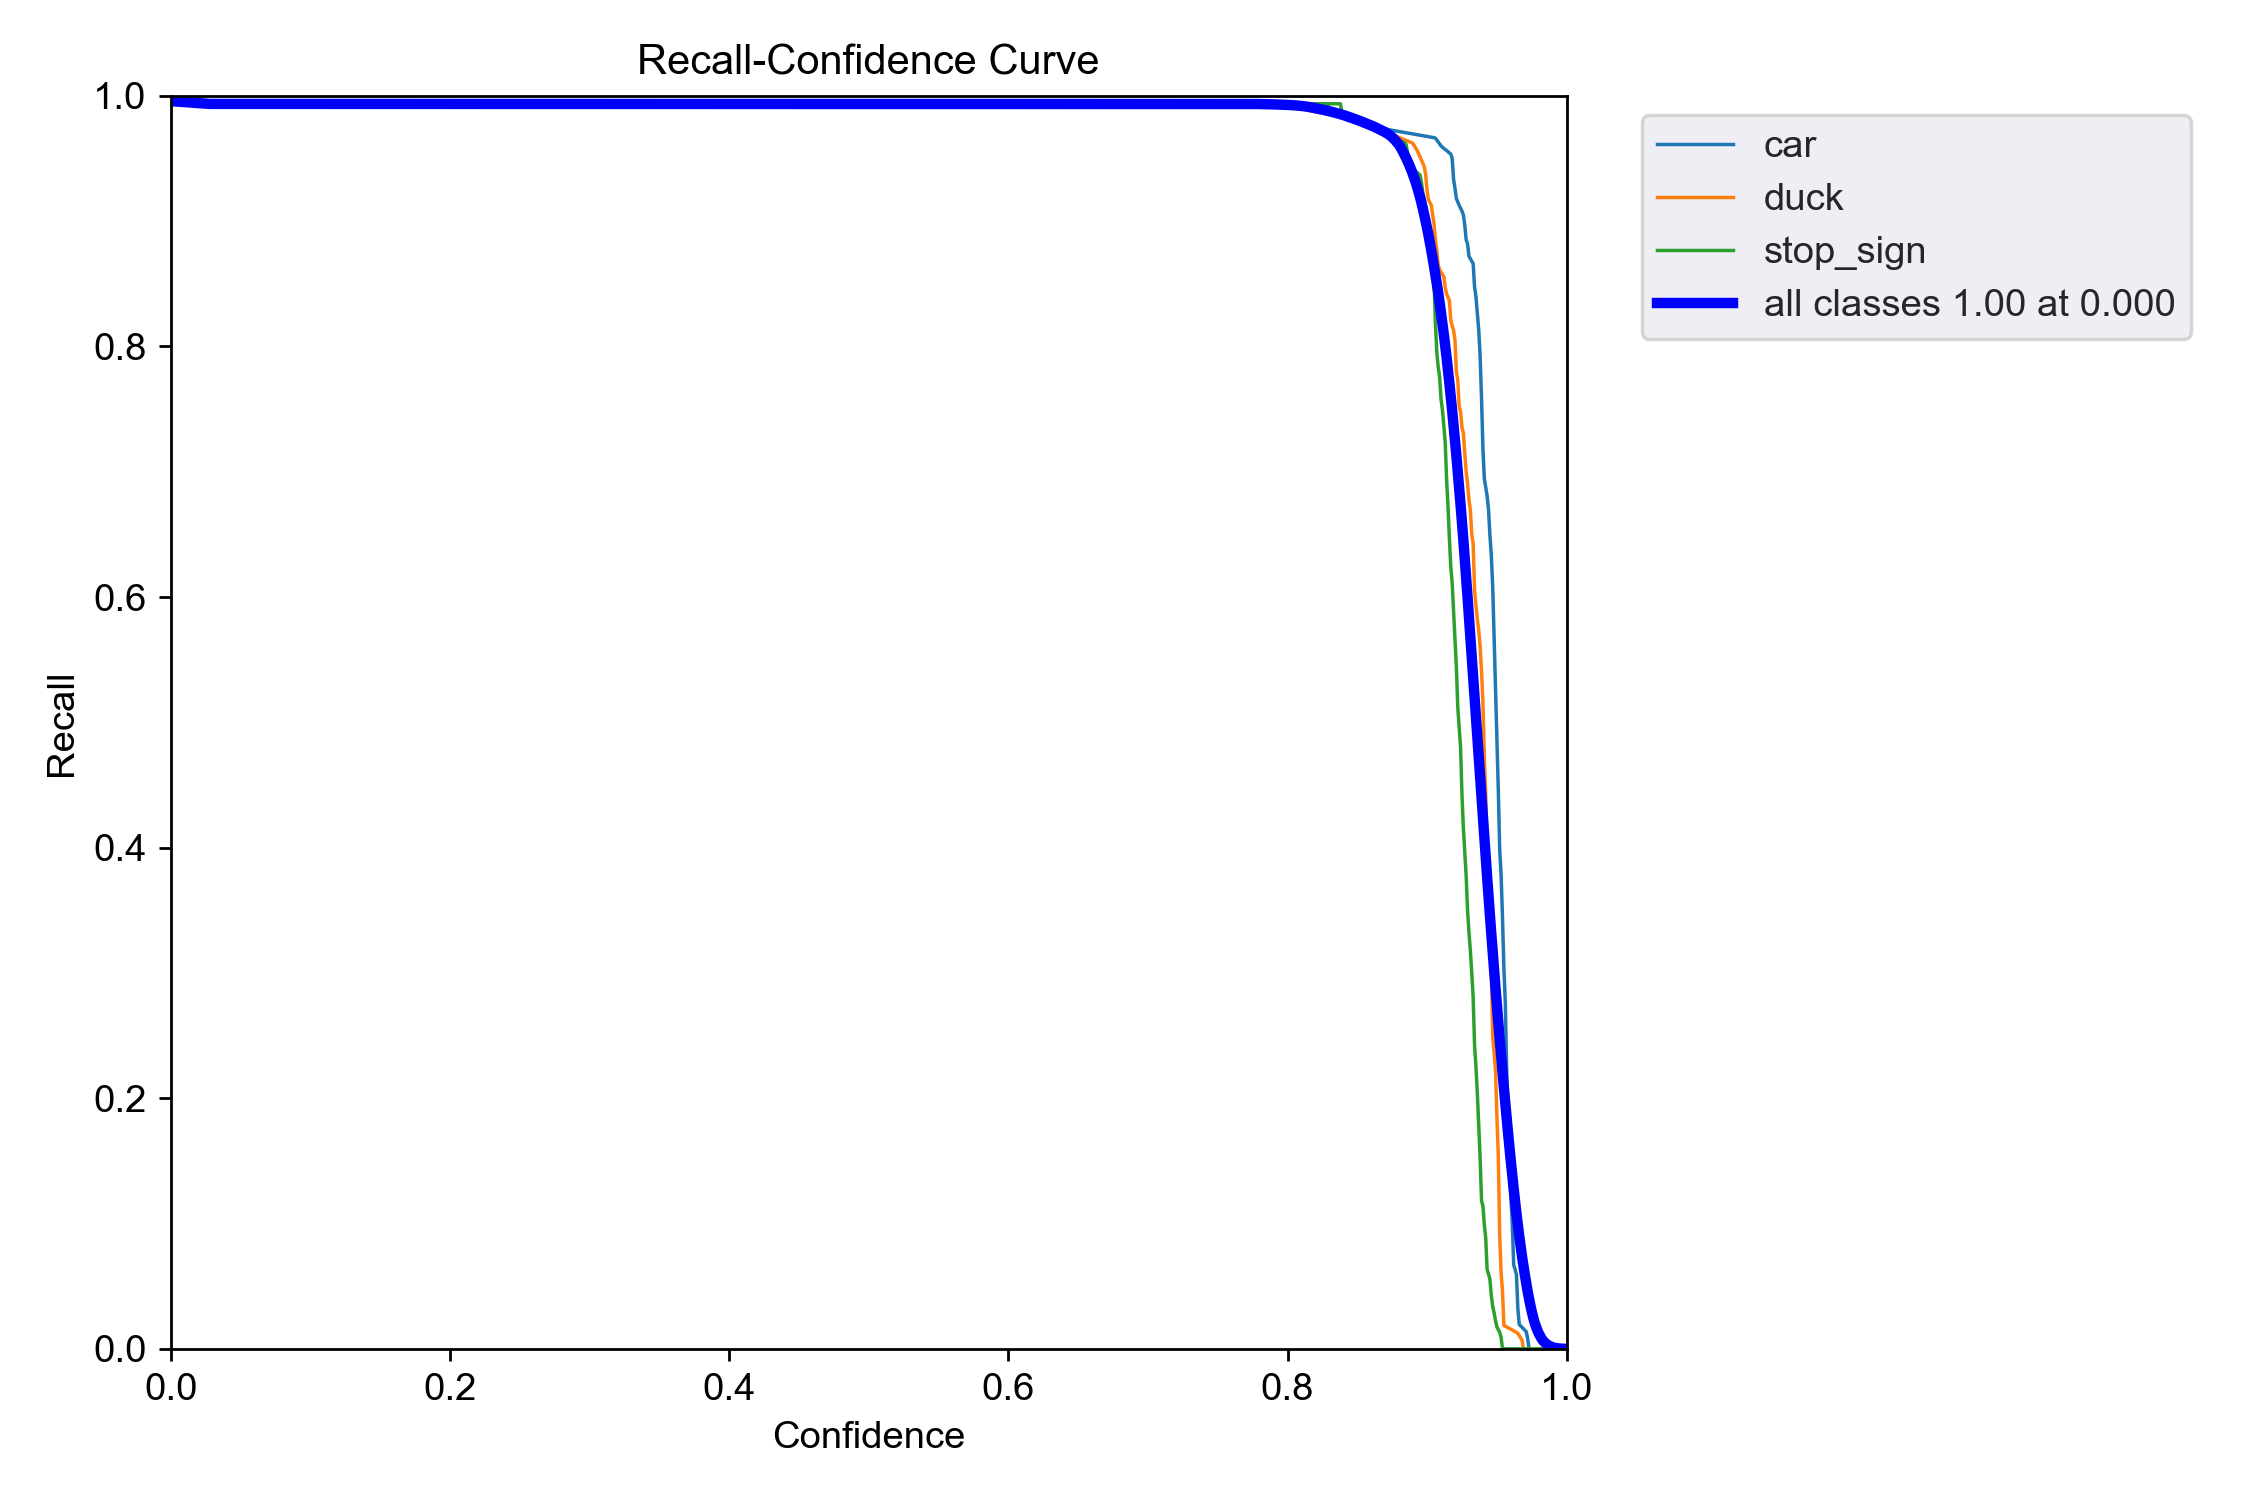 Recall-Confidence Curve
1.0
0.8
0.6
0.4
0.2
0.0
Recall
0.0 0.2 0.4 0.6 0.8 1.0
Confidence
car
duck
stop_sign
all classes 1.00 at 0.000